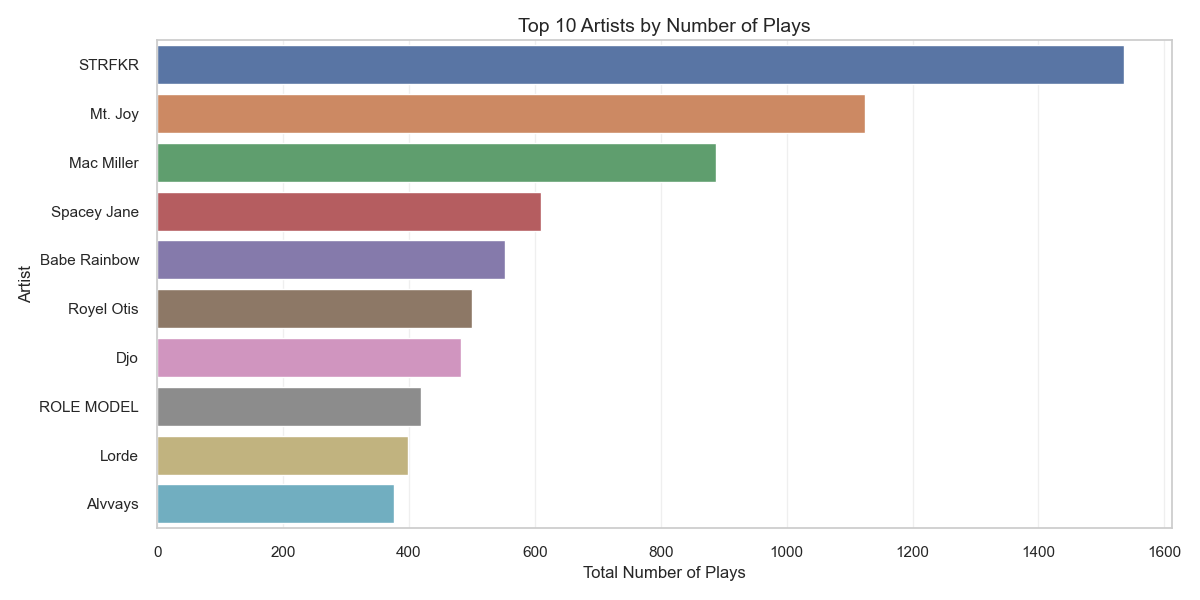 Top 10 Artists by Number of Plays
Artist
STRFKR
Mt. Joy
Mac Miller
Spacey Jane
Babe Rainbow
Royel Otis
Djo
ROLE MODEL
Lorde
Alvvays
0 200 400 600 800 1000 1200 1400 1600
Total Number of Plays